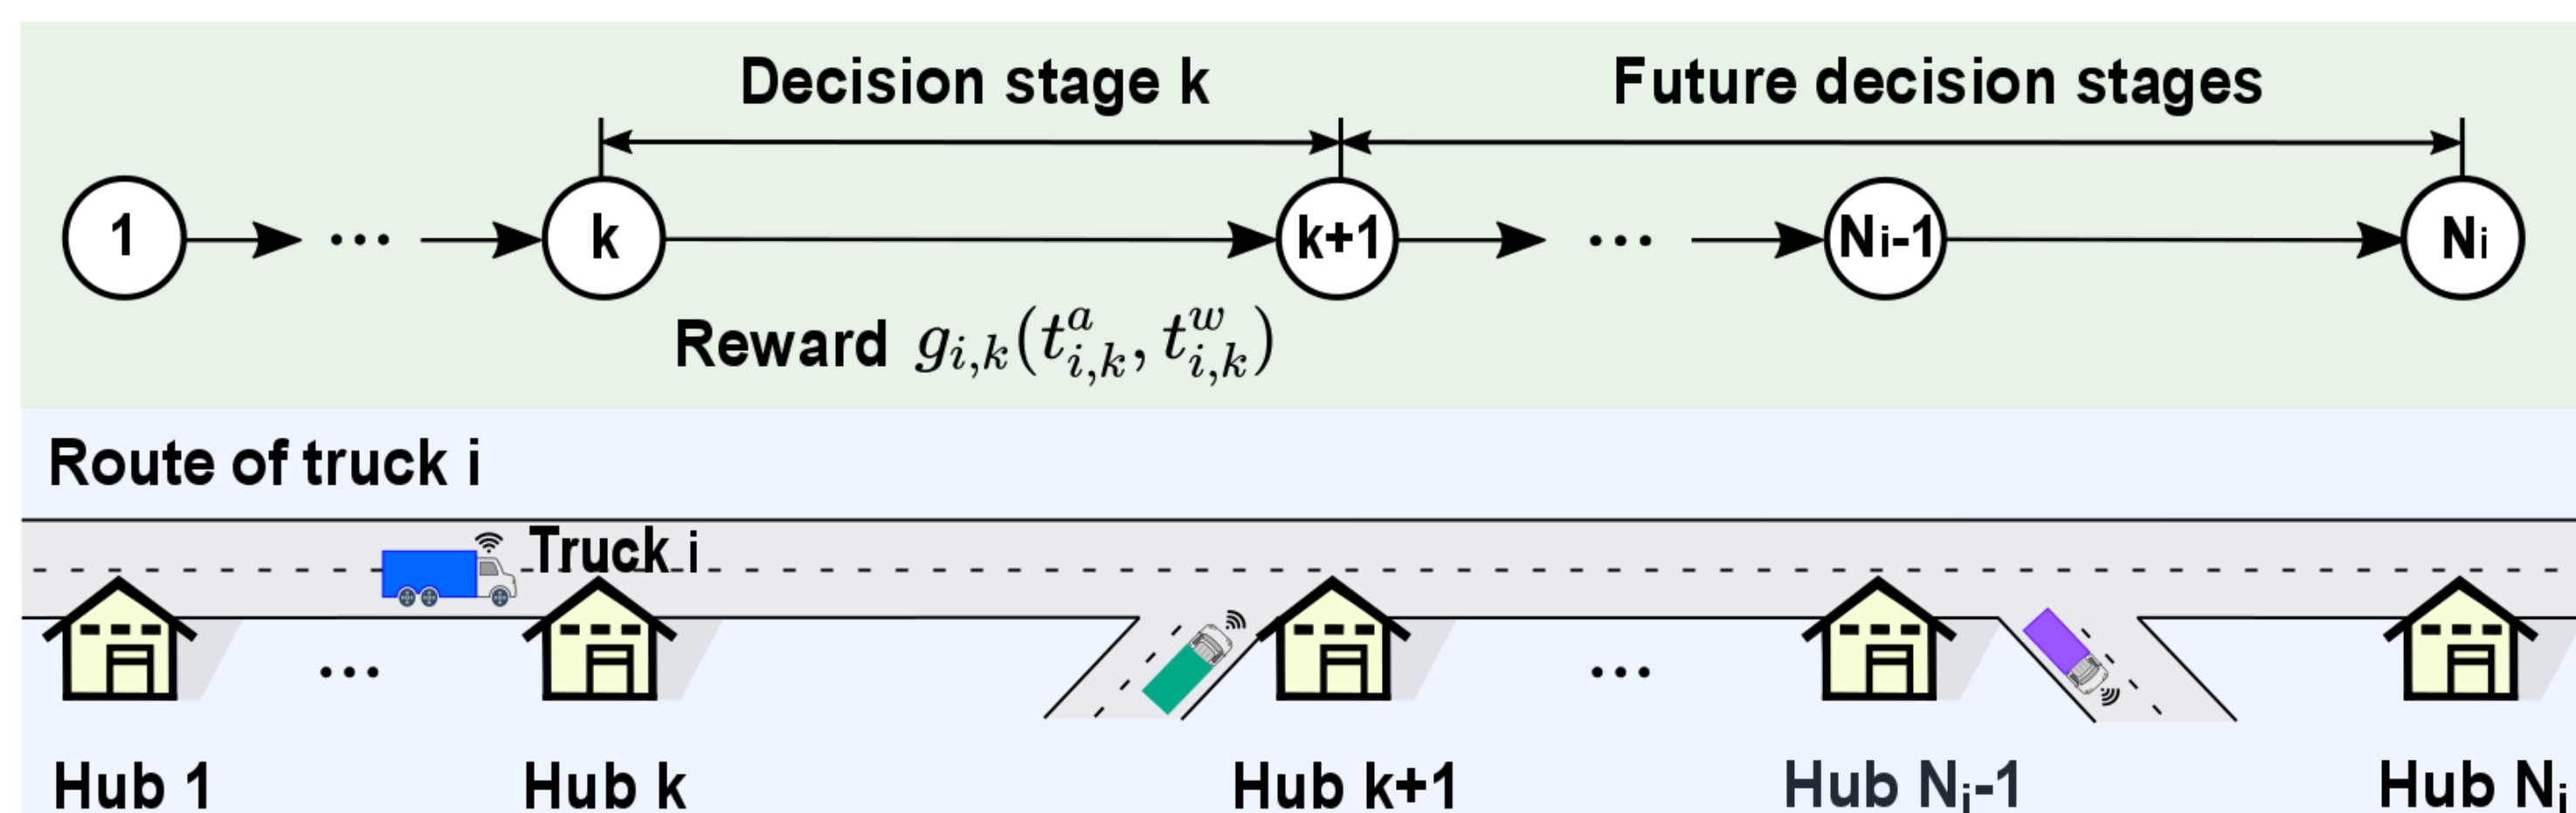 Decision stage k
Future decision stages
1 ... k k+1 ... Nᵢ-1 Nᵢ
Reward g_{i,k}(t^a_{i,k}, t^w_{i,k})
Route of truck i
Truck i
... ...
Hub 1 Hub k Hub k+1 Hub Nᵢ-1 Hub Nᵢ